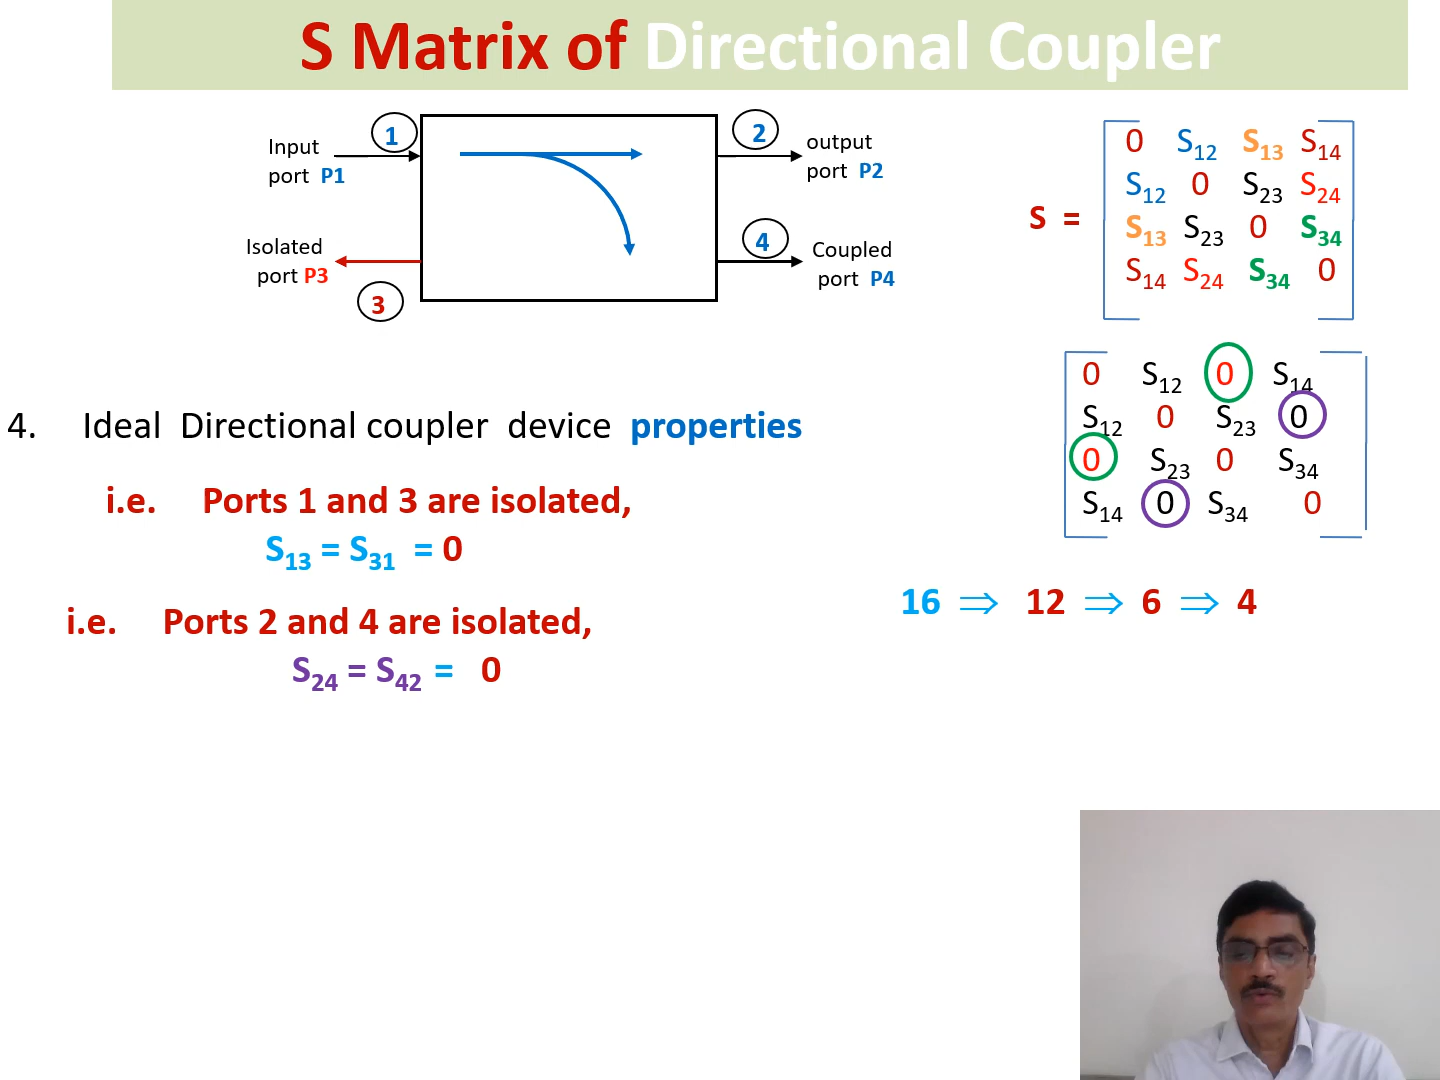 S Matrix of Directional Coupler
1
2
Input
port P1
output
port P2
Isolated
port P3
3
4
Coupled
port P4
S =
0 S12 S13 S14
S12 0 S23 S24
S13 S23 0 S34
S14 S24 S34 0
0 S12 0 S14
S12 0 S23 0
0 S23 0 S34
S14 0 S34 0
4. Ideal Directional coupler device properties
i.e. Ports 1 and 3 are isolated,
S13 = S31 = 0
i.e. Ports 2 and 4 are isolated,
S24 = S42 = 0
16 ⇒ 12 ⇒ 6 ⇒ 4